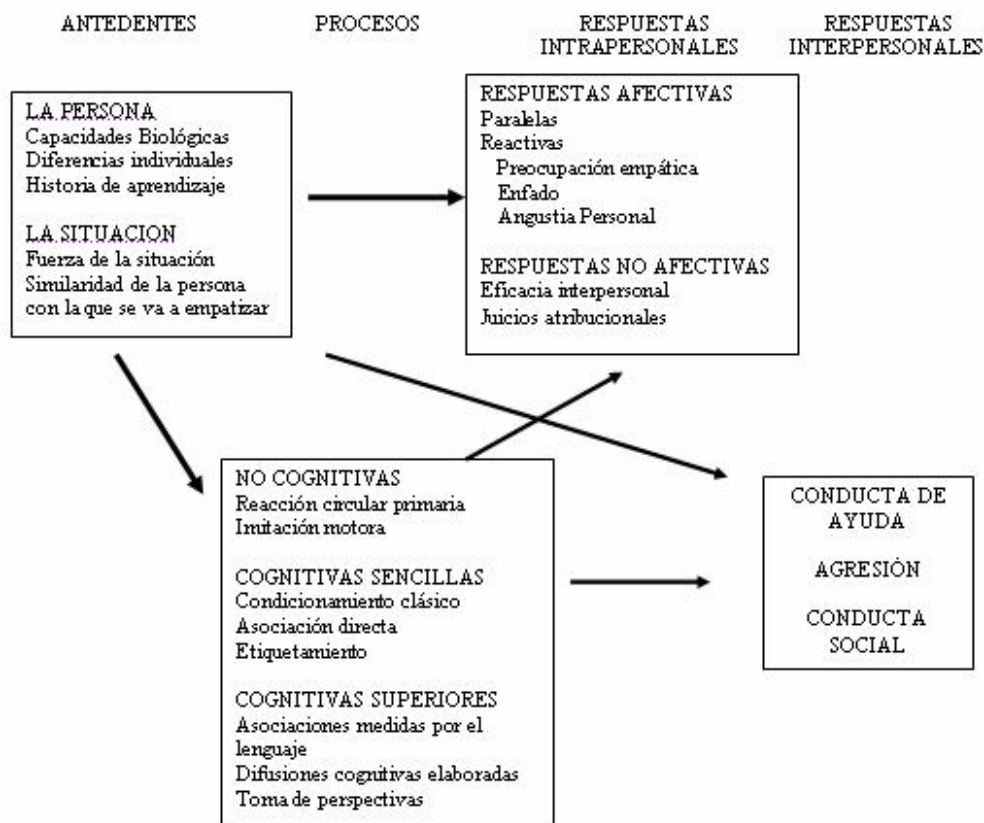 ANTEDENTES
PROCESOS
RESPUESTAS
INTRAPERSONALES
RESPUESTAS
INTERPERSONALES
LA PERSONA
Capacidades Biológicas
Diferencias individuales
Historia de aprendizaje
LA SITUACION
Fuerza de la situación
Similaridad de la persona
con la que se va a empatizar
RESPUESTAS AFECTIVAS
Paralelas
Reactivas
Preocupación empática
Enfado
Angustia Personal
RESPUESTAS NO AFECTIVAS
Eficacia interpersonal
Juicios atribucionales
NO COGNITIVAS
Reacción circular primaria
Imitación motora
COGNITIVAS SENCILLAS
Condicionamiento clásico
Asociación directa
Etiquetamiento
COGNITIVAS SUPERIORES
Asociaciones medidas por el
lenguaje
Difusiones cognitivas elaboradas
Toma de perspectivas
CONDUCTA DE
AYUDA
AGRESIÓN
CONDUCTA
SOCIAL